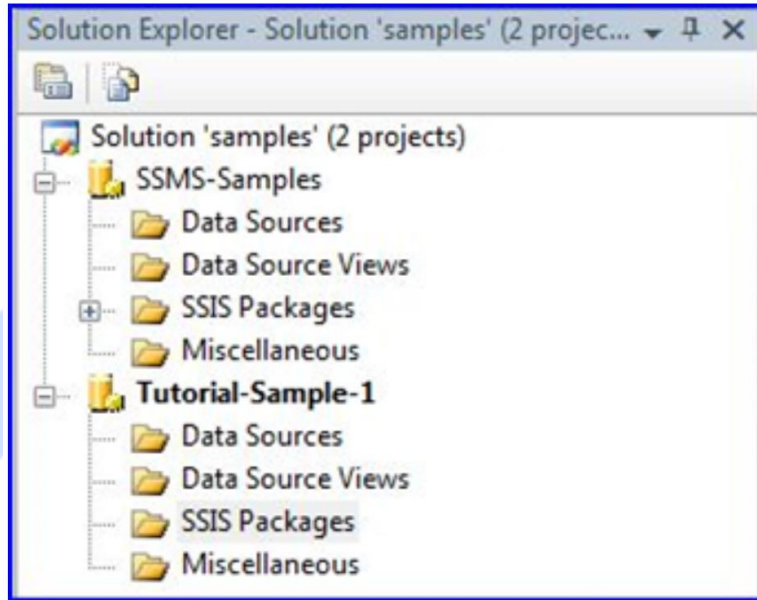 Solution Explorer - Solution 'samples' (2 projec...
Solution 'samples' (2 projects)
SSMS-Samples
Data Sources
Data Source Views
SSIS Packages
Miscellaneous
Tutorial-Sample-1
Data Sources
Data Source Views
SSIS Packages
Miscellaneous